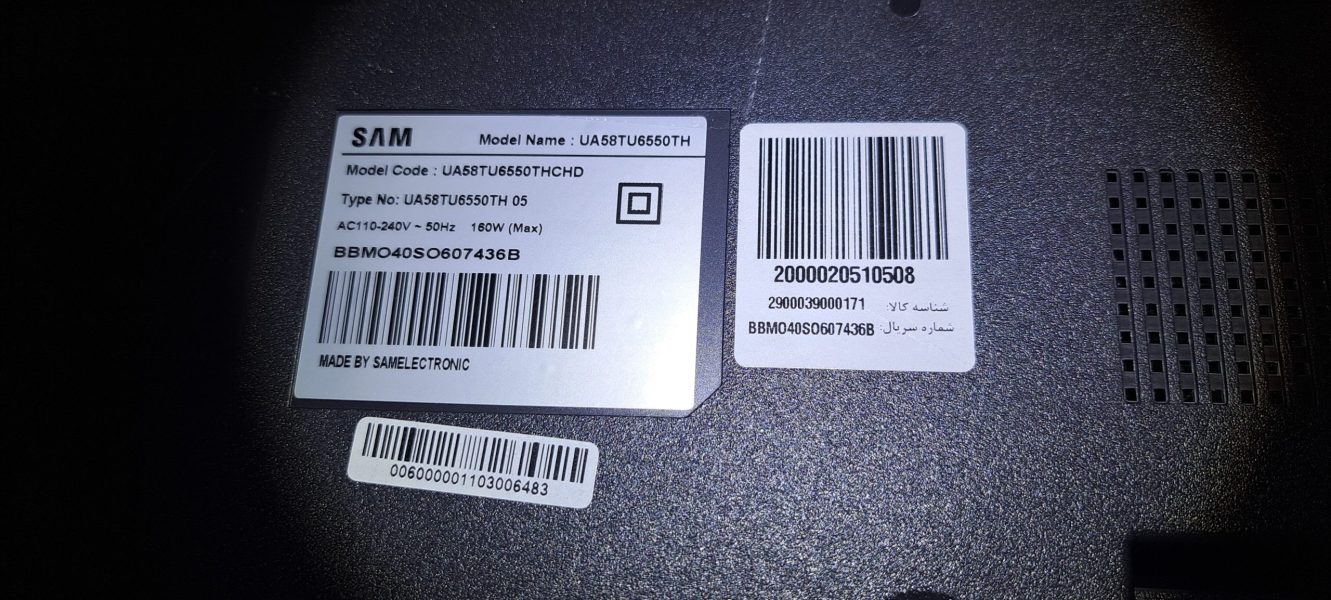 SAM Model Name : UA58TU6550TH
Model Code : UA58TU6550THCHD
Type No: UA58TU6550TH 05
AC110-240V ~ 50Hz 160W (Max)
BBMO40SO607436B
MADE BY SAMELECTRONIC
2000020510508
شناسه کالا: 2900039000171
شماره سریال: BBMO40SO607436B
006000001103006483